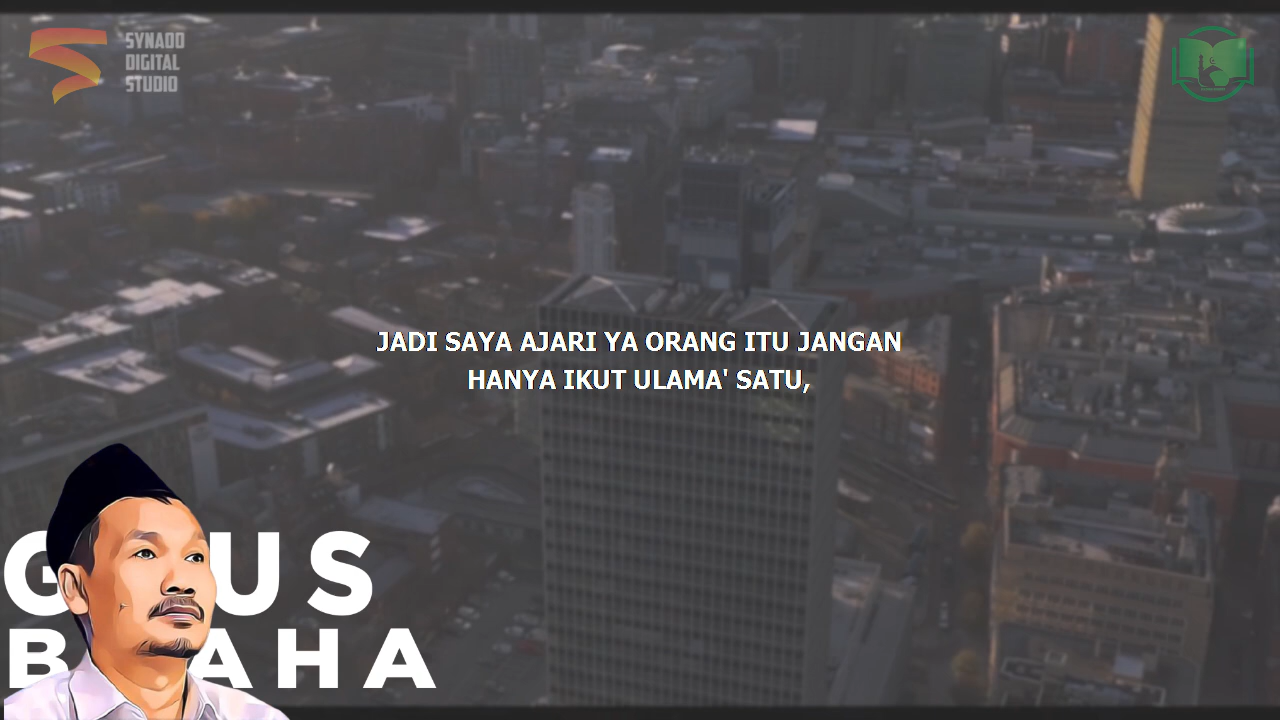 SYNADO
DIGITAL
STUDIO
JADI SAYA AJARI YA ORANG ITU JANGAN
HANYA IKUT ULAMA' SATU,
GUS
BAHA